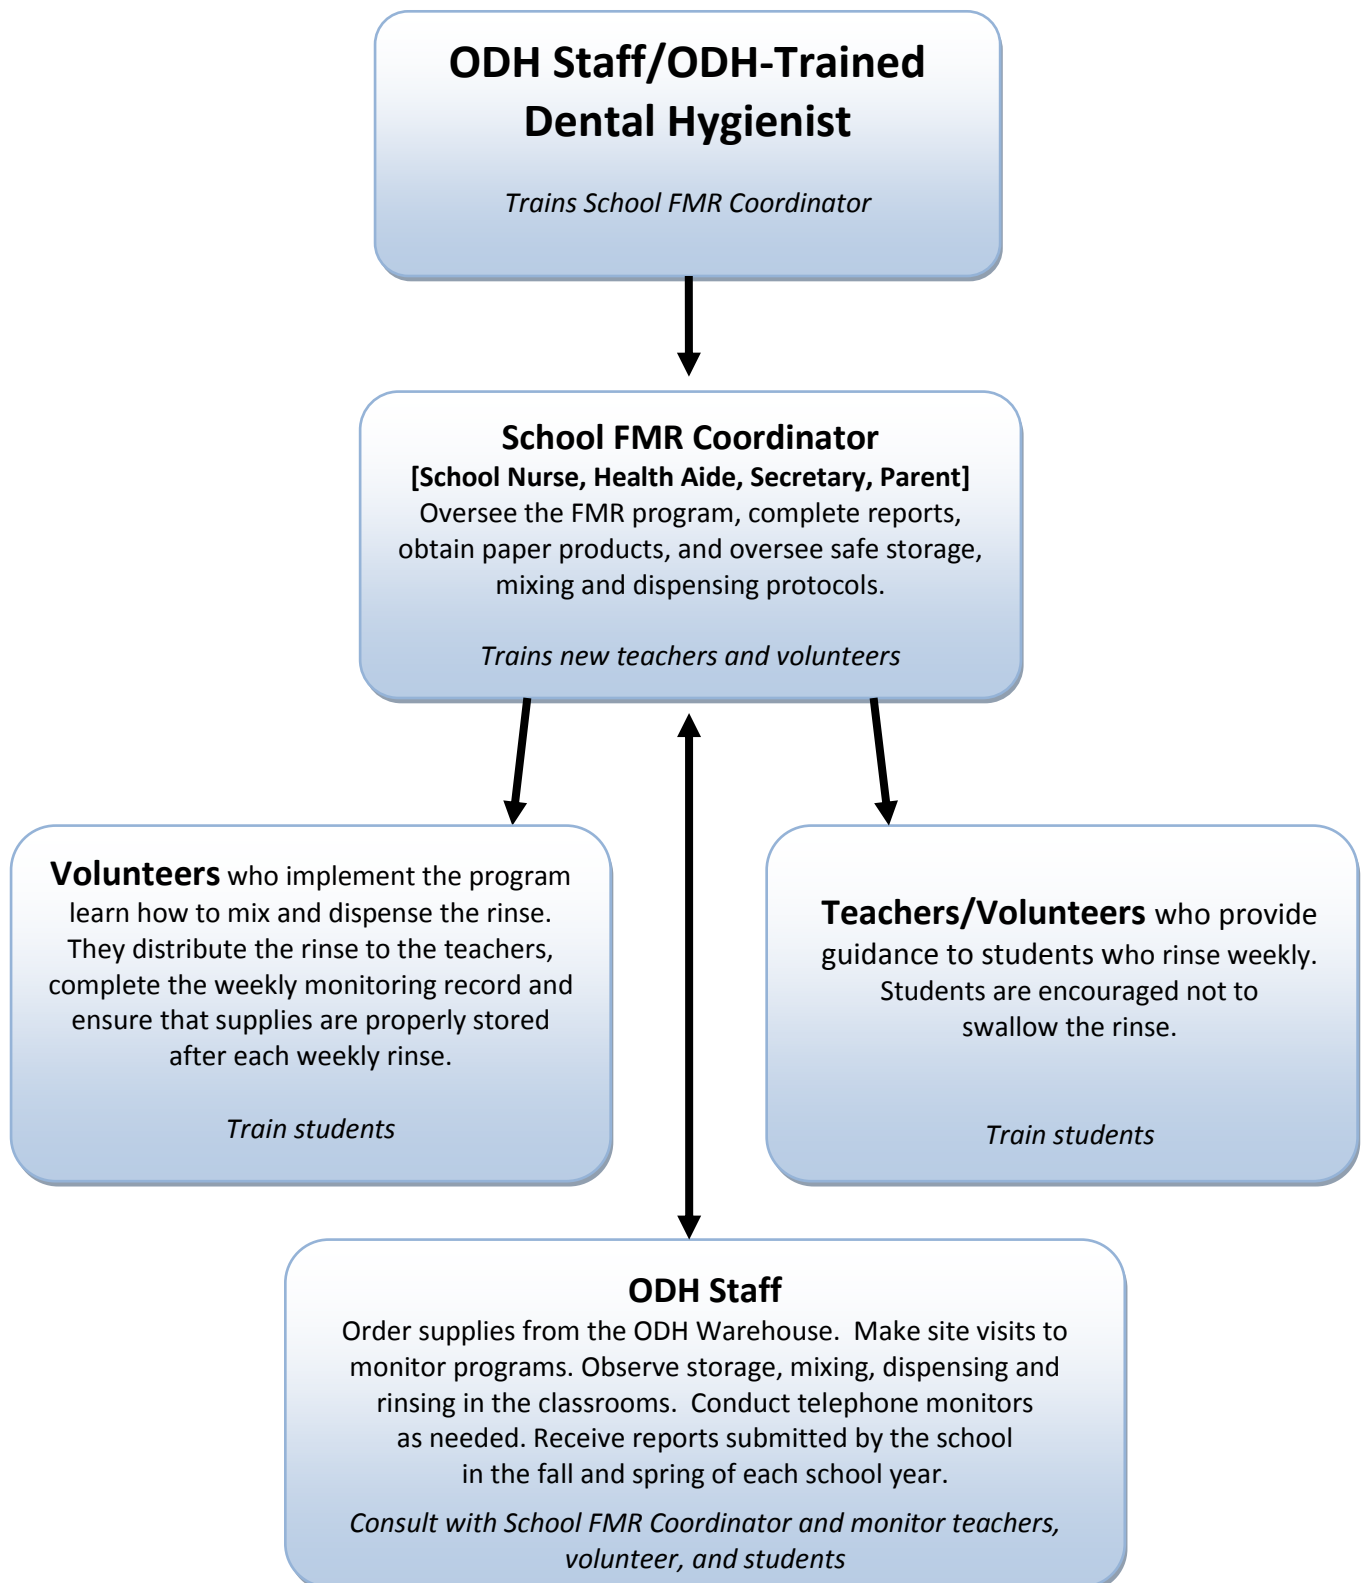 ODH Staff/ODH-Trained
Dental Hygienist
Trains School FMR Coordinator
School FMR Coordinator
[School Nurse, Health Aide, Secretary, Parent]
Oversee the FMR program, complete reports,
obtain paper products, and oversee safe storage,
mixing and dispensing protocols.
Trains new teachers and volunteers
Volunteers who implement the program
learn how to mix and dispense the rinse.
They distribute the rinse to the teachers,
complete the weekly monitoring record and
ensure that supplies are properly stored
after each weekly rinse.
Train students
Teachers/Volunteers who provide
guidance to students who rinse weekly.
Students are encouraged not to
swallow the rinse.
Train students
ODH Staff
Order supplies from the ODH Warehouse.  Make site visits to
monitor programs. Observe storage, mixing, dispensing and
rinsing in the classrooms.  Conduct telephone monitors
as needed. Receive reports submitted by the school
in the fall and spring of each school year.
Consult with School FMR Coordinator and monitor teachers,
volunteer, and students